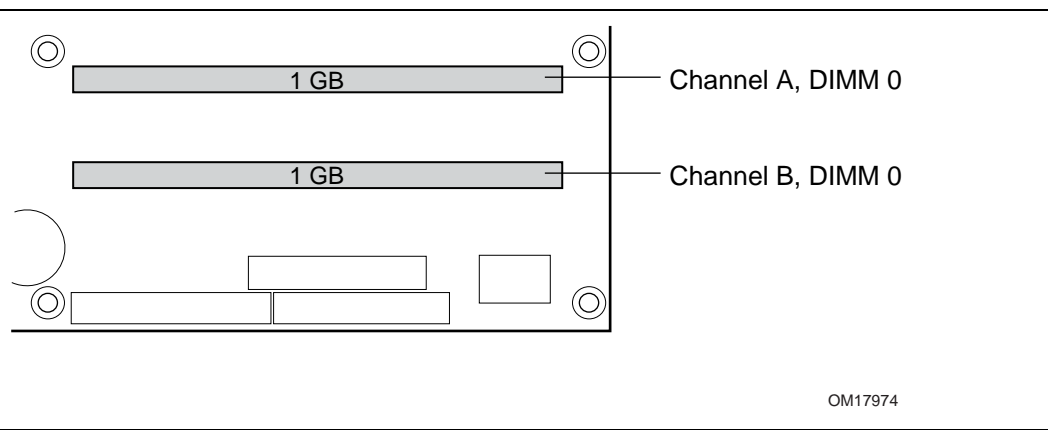 1 GB
Channel A, DIMM 0
1 GB
Channel B, DIMM 0
OM17974